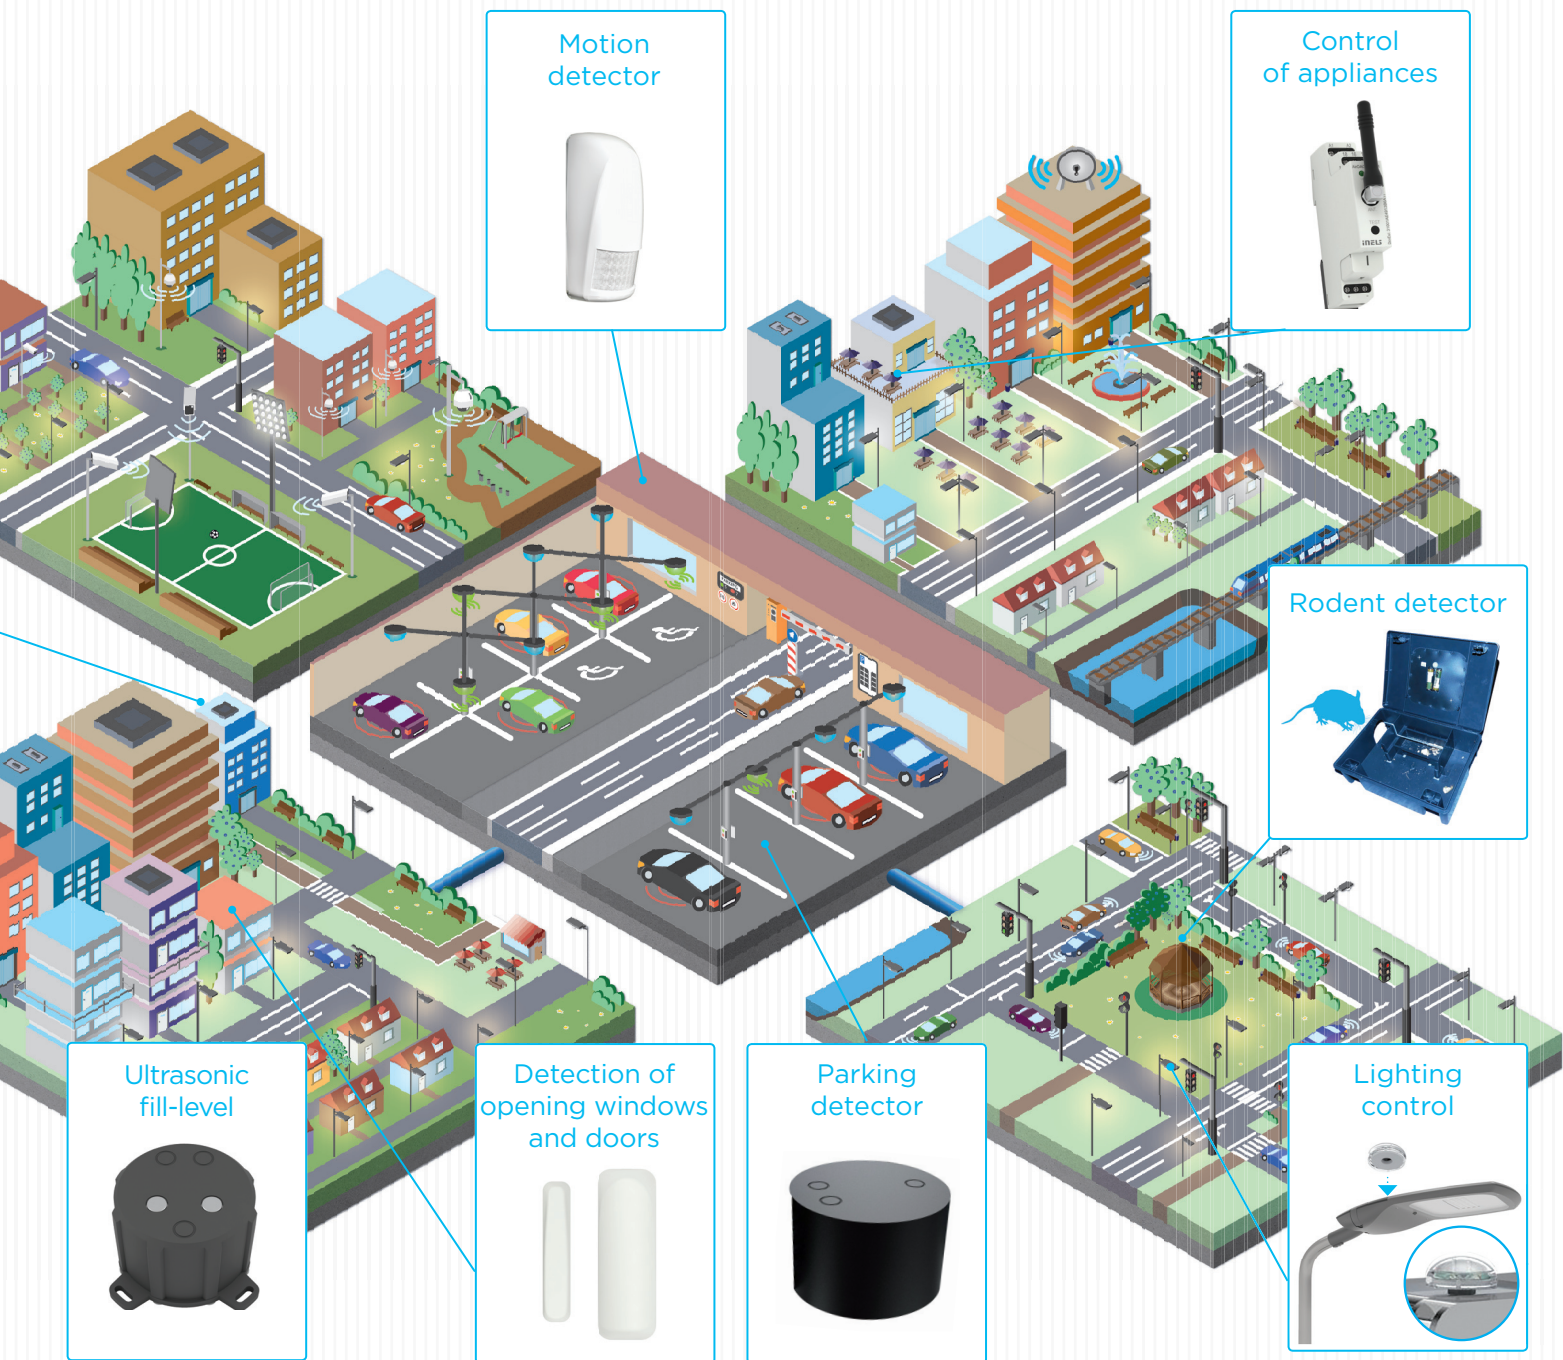 Motion
detector
Control
of appliances
iNELS
Rodent detector
Ultrasonic
fill-level
Detection of
opening windows
and doors
Parking
detector
Lighting
control